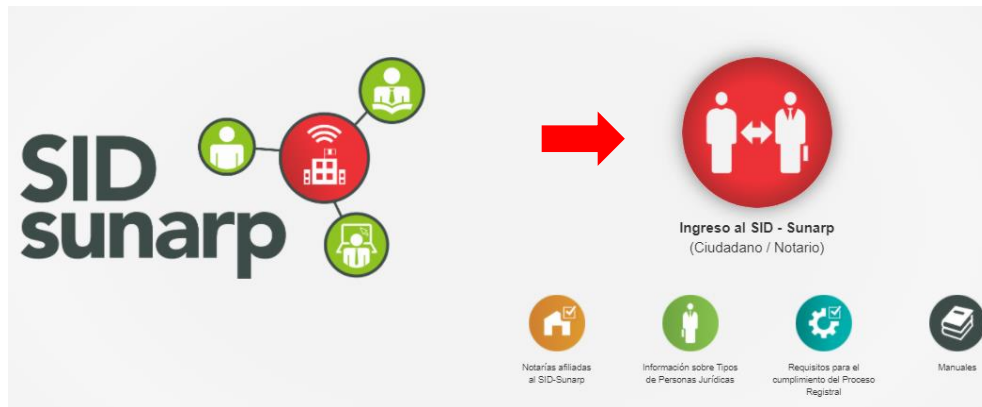 SID
sunarp
Ingreso al SID - Sunarp
(Ciudadano / Notario)
Notarías afiliadas
al SID-Sunarp
Información sobre Tipos
de Personas Jurídicas
Requisitos para el
cumplimiento del Proceso
Registral
Manuales